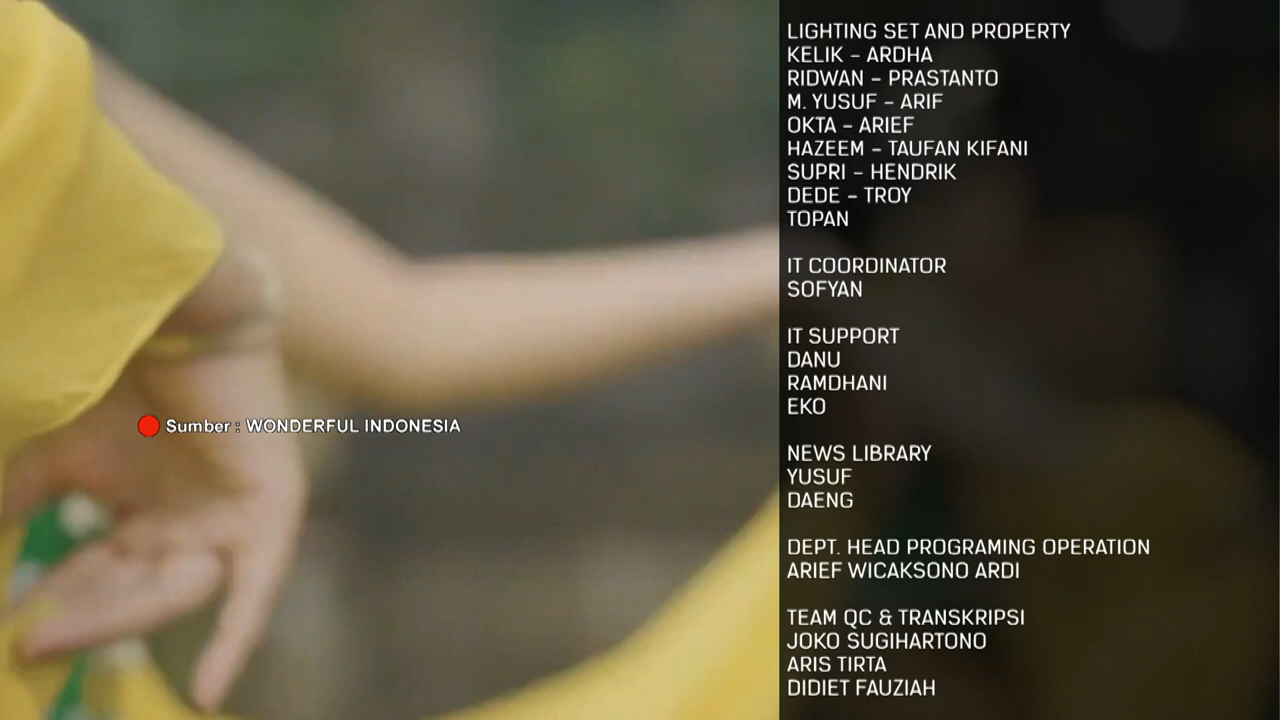 LIGHTING SET AND PROPERTY
KELIK – ARDHA
RIDWAN – PRASTANTO
M. YUSUF – ARIF
OKTA – ARIEF
HAZEEM – TAUFAN KIFANI
SUPRI – HENDRIK
DEDE – TROY
TOPAN
IT COORDINATOR
SOFYAN
IT SUPPORT
DANU
RAMDHANI
EKO
NEWS LIBRARY
YUSUF
DAENG
DEPT. HEAD PROGRAMING OPERATION
ARIEF WICAKSONO ARDI
TEAM QC & TRANSKRIPSI
JOKO SUGIHARTONO
ARIS TIRTA
DIDIET FAUZIAH
Sumber : WONDERFUL INDONESIA